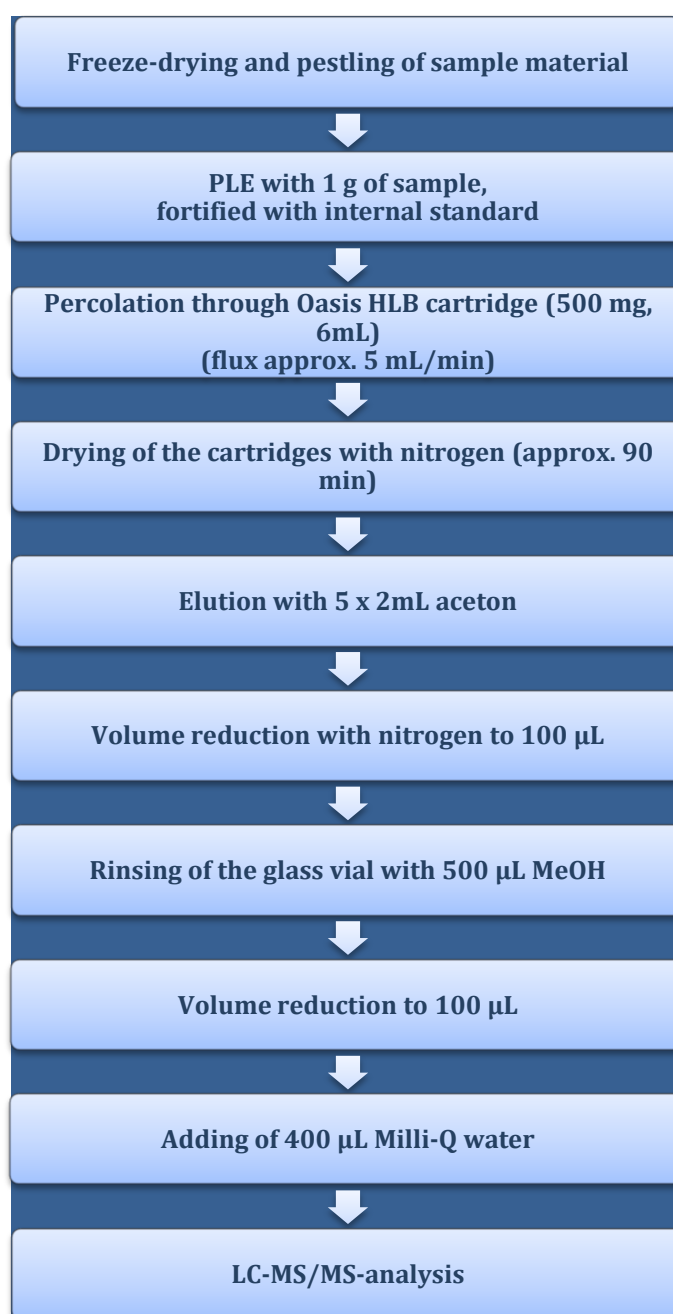 Freeze-drying and pestling of sample material
PLE with 1 g of sample,
fortified with internal standard
Percolation through Oasis HLB cartridge (500 mg,
6mL)
(flux approx. 5 mL/min)
Drying of the cartridges with nitrogen (approx. 90
min)
Elution with 5 x 2mL aceton
Volume reduction with nitrogen to 100 µL
Rinsing of the glass vial with 500 µL MeOH
Volume reduction to 100 µL
Adding of 400 µL Milli-Q water
LC-MS/MS-analysis